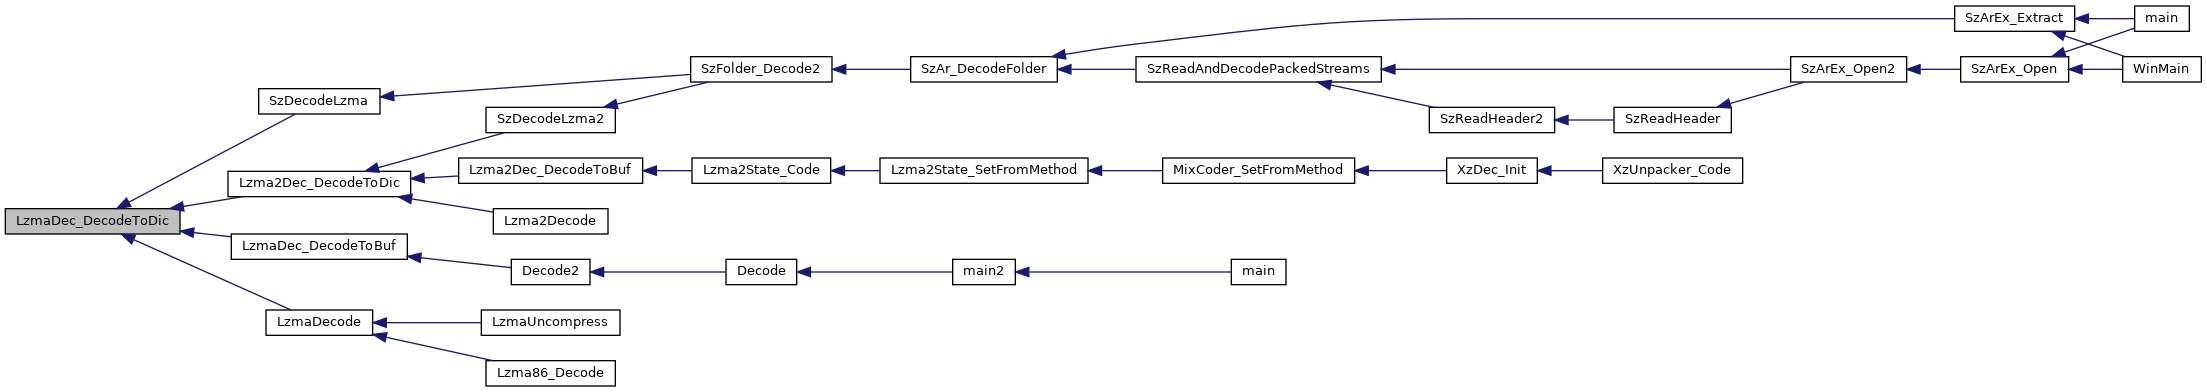 SzArEx_Extract
main
SzFolder_Decode2
SzAr_DecodeFolder
SzReadAndDecodePackedStreams
SzArEx_Open2
SzArEx_Open
WinMain
SzDecodeLzma
SzDecodeLzma2
SzReadHeader2
SzReadHeader
Lzma2Dec_DecodeToDic
Lzma2Dec_DecodeToBuf
Lzma2State_Code
Lzma2State_SetFromMethod
MixCoder_SetFromMethod
XzDec_Init
XzUnpacker_Code
LzmaDec_DecodeToDic
Lzma2Decode
LzmaDec_DecodeToBuf
Decode2
Decode
main2
main
LzmaDecode
LzmaUncompress
Lzma86_Decode